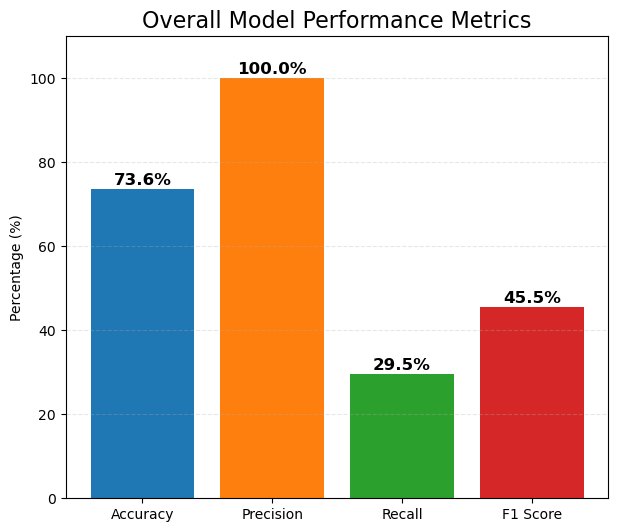 Overall Model Performance Metrics
Percentage (%)
100
80
60
40
20
0
73.6%
100.0%
29.5%
45.5%
Accuracy
Precision
Recall
F1 Score